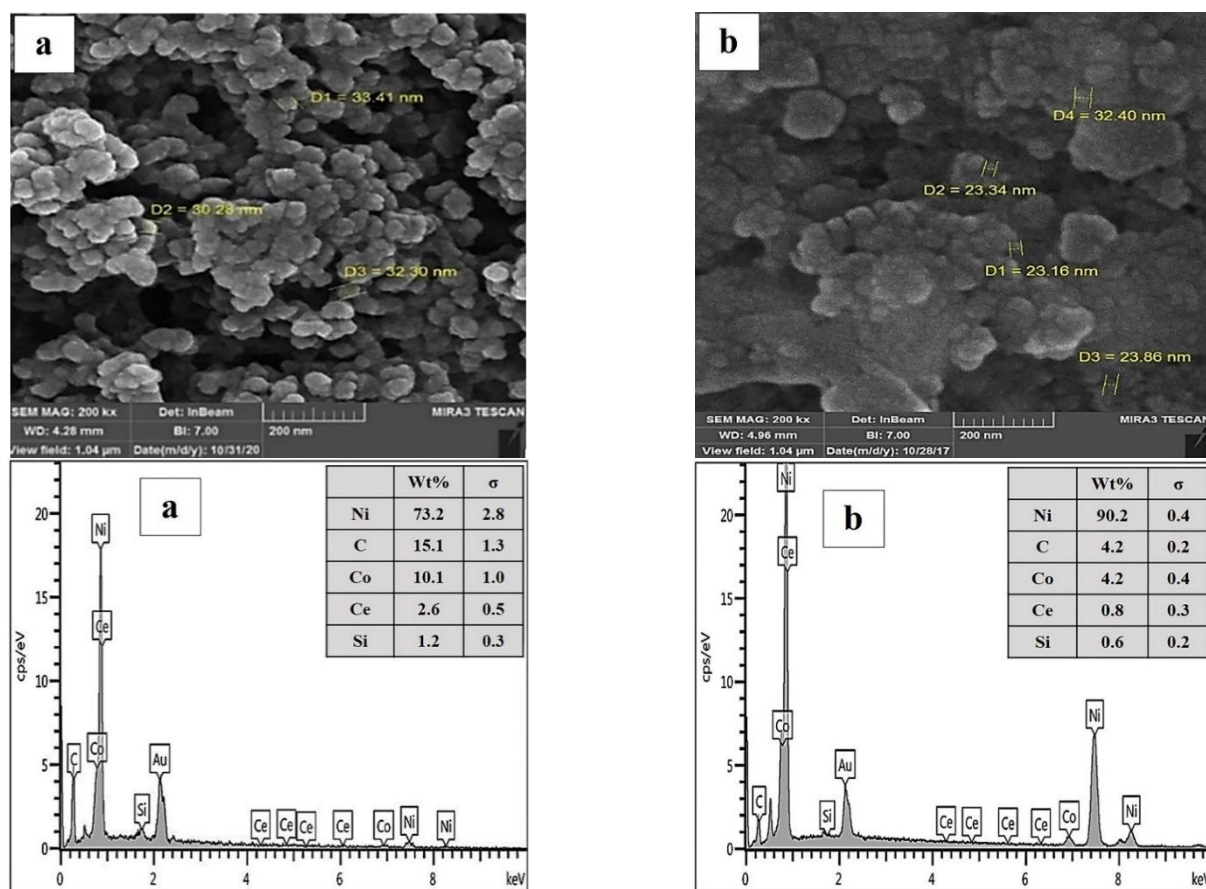 a
D1 = 33.41 nm
D2 = 30.28 nm
D3 = 32.30 nm
SEM MAG: 200 kx Det: InBeam MIRA3 TESCAN
WD: 4.28 mm BI: 7.00 200 nm
View field: 1.04 µm Date(m/d/y): 10/31/20
b
D4 = 32.40 nm
D2 = 23.34 nm
D1 = 23.16 nm
D3 = 23.86 nm
SEM MAG: 200 kx Det: InBeam MIRA3 TESCAN
WD: 4.96 mm BI: 7.00 200 nm
View field: 1.04 µm Date(m/d/y): 10/28/17
a
Wt% σ
Ni 73.2 2.8
C 15.1 1.3
Co 10.1 1.0
Ce 2.6 0.5
Si 1.2 0.3
cps/eV
20
15
10
5
0
Ni
Ce
Co
C
Au
Si
Ce Ce Ce Ce Co Ni Ni
0 2 4 6 8 keV
b
Wt% σ
Ni 90.2 0.4
C 4.2 0.2
Co 4.2 0.4
Ce 0.8 0.3
Si 0.6 0.2
cps/eV
20
15
10
5
0
Ni
Ce
Co
Ni
Au
C
Si
Ce Ce Ce Ce Co Ni
0 2 4 6 8 keV